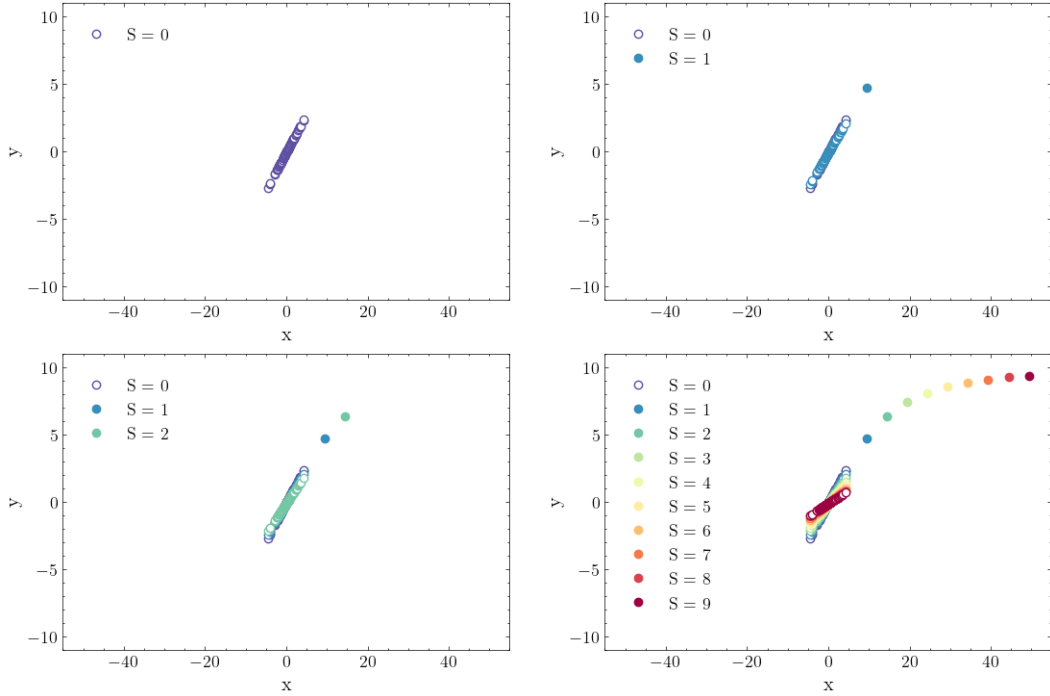 10
5
0
−5
−10
y
S = 0
−40
−20
0
20
40
x
10
5
0
−5
−10
y
S = 0
S = 1
−40
−20
0
20
40
x
10
5
0
−5
−10
y
S = 0
S = 1
S = 2
−40
−20
0
20
40
x
10
5
0
−5
−10
y
S = 0
S = 1
S = 2
S = 3
S = 4
S = 5
S = 6
S = 7
S = 8
S = 9
−40
−20
0
20
40
x